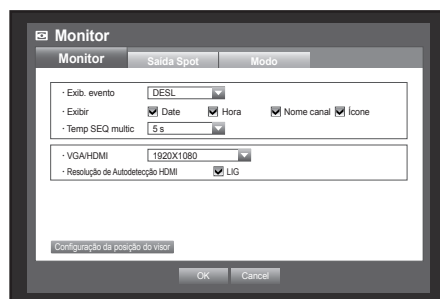 Monitor
Monitor Saída Spot Modo
· Exib. evento DESL
· Exibir Date Hora Nome canal Ícone
· Temp SEQ multic 5 s
· VGA/HDMI 1920X1080
· Resolução de Autodetecção HDMI LIG
Configuração da posição do visor
OK Cancel